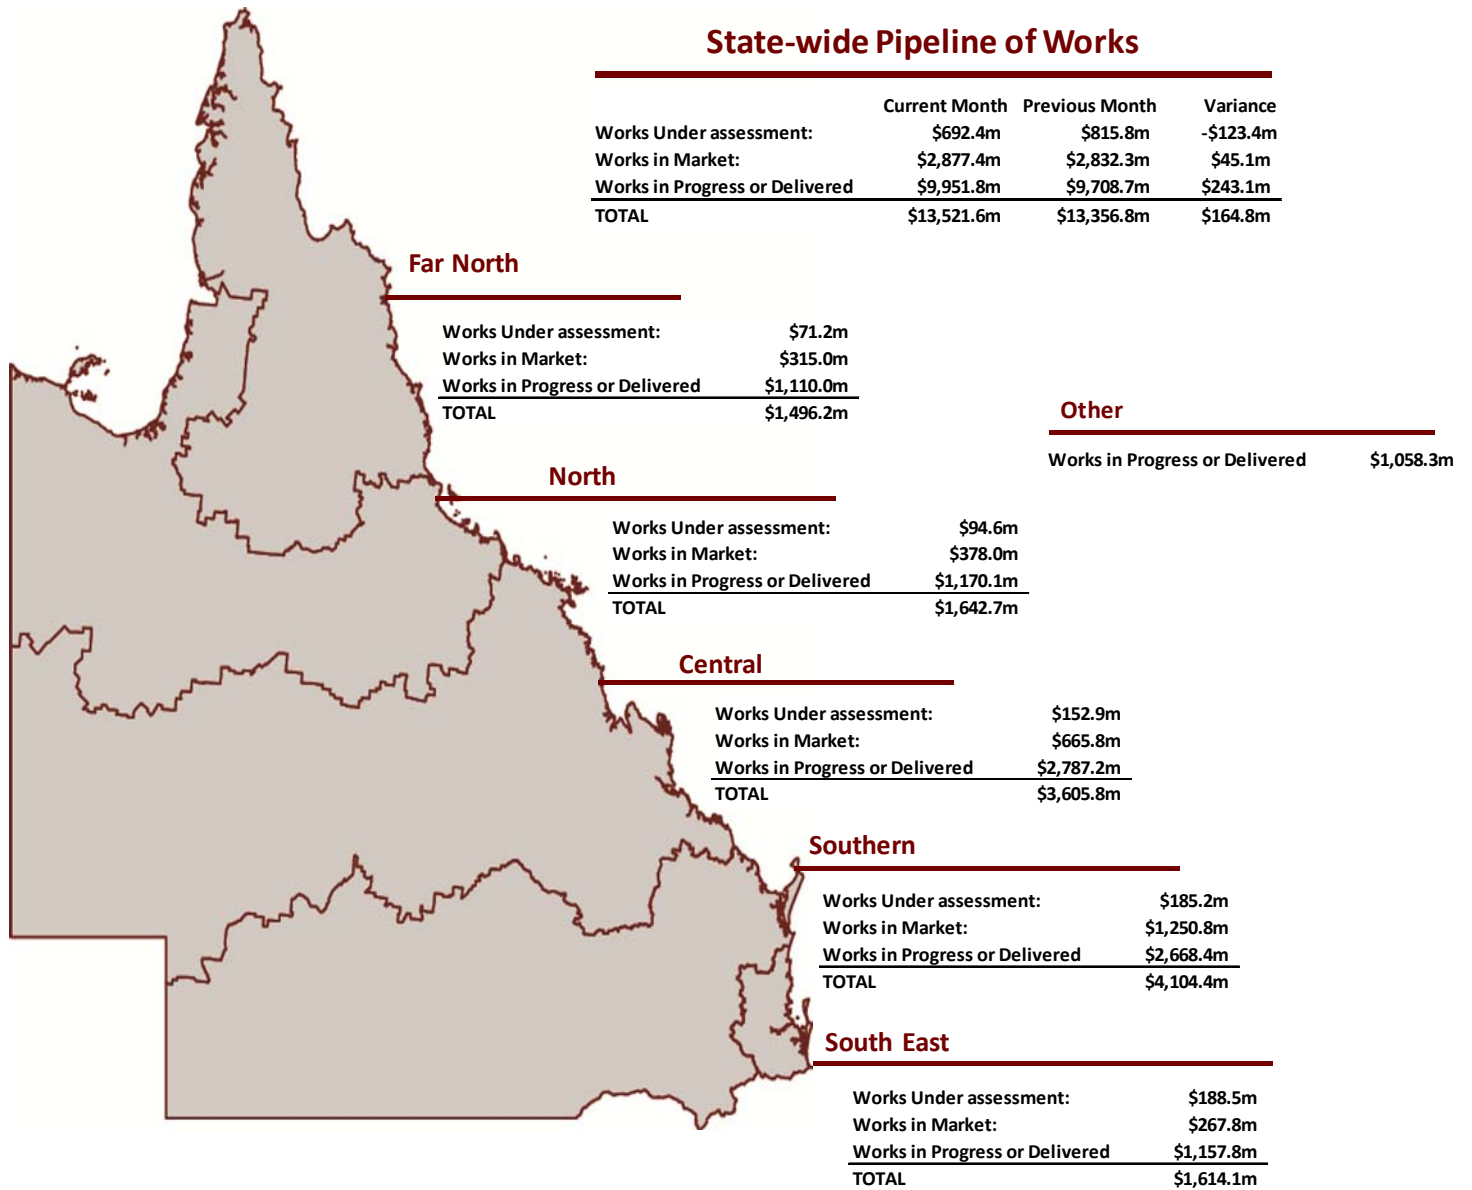 State-wide Pipeline of Works
Current Month Previous Month Variance
Works Under assessment: $692.4m $815.8m -$123.4m
Works in Market: $2,877.4m $2,832.3m $45.1m
Works in Progress or Delivered $9,951.8m $9,708.7m $243.1m
TOTAL $13,521.6m $13,356.8m $164.8m
Far North
Works Under assessment: $71.2m
Works in Market: $315.0m
Works in Progress or Delivered $1,110.0m
TOTAL $1,496.2m
Other
Works in Progress or Delivered $1,058.3m
North
Works Under assessment: $94.6m
Works in Market: $378.0m
Works in Progress or Delivered $1,170.1m
TOTAL $1,642.7m
Central
Works Under assessment: $152.9m
Works in Market: $665.8m
Works in Progress or Delivered $2,787.2m
TOTAL $3,605.8m
Southern
Works Under assessment: $185.2m
Works in Market: $1,250.8m
Works in Progress or Delivered $2,668.4m
TOTAL $4,104.4m
South East
Works Under assessment: $188.5m
Works in Market: $267.8m
Works in Progress or Delivered $1,157.8m
TOTAL $1,614.1m